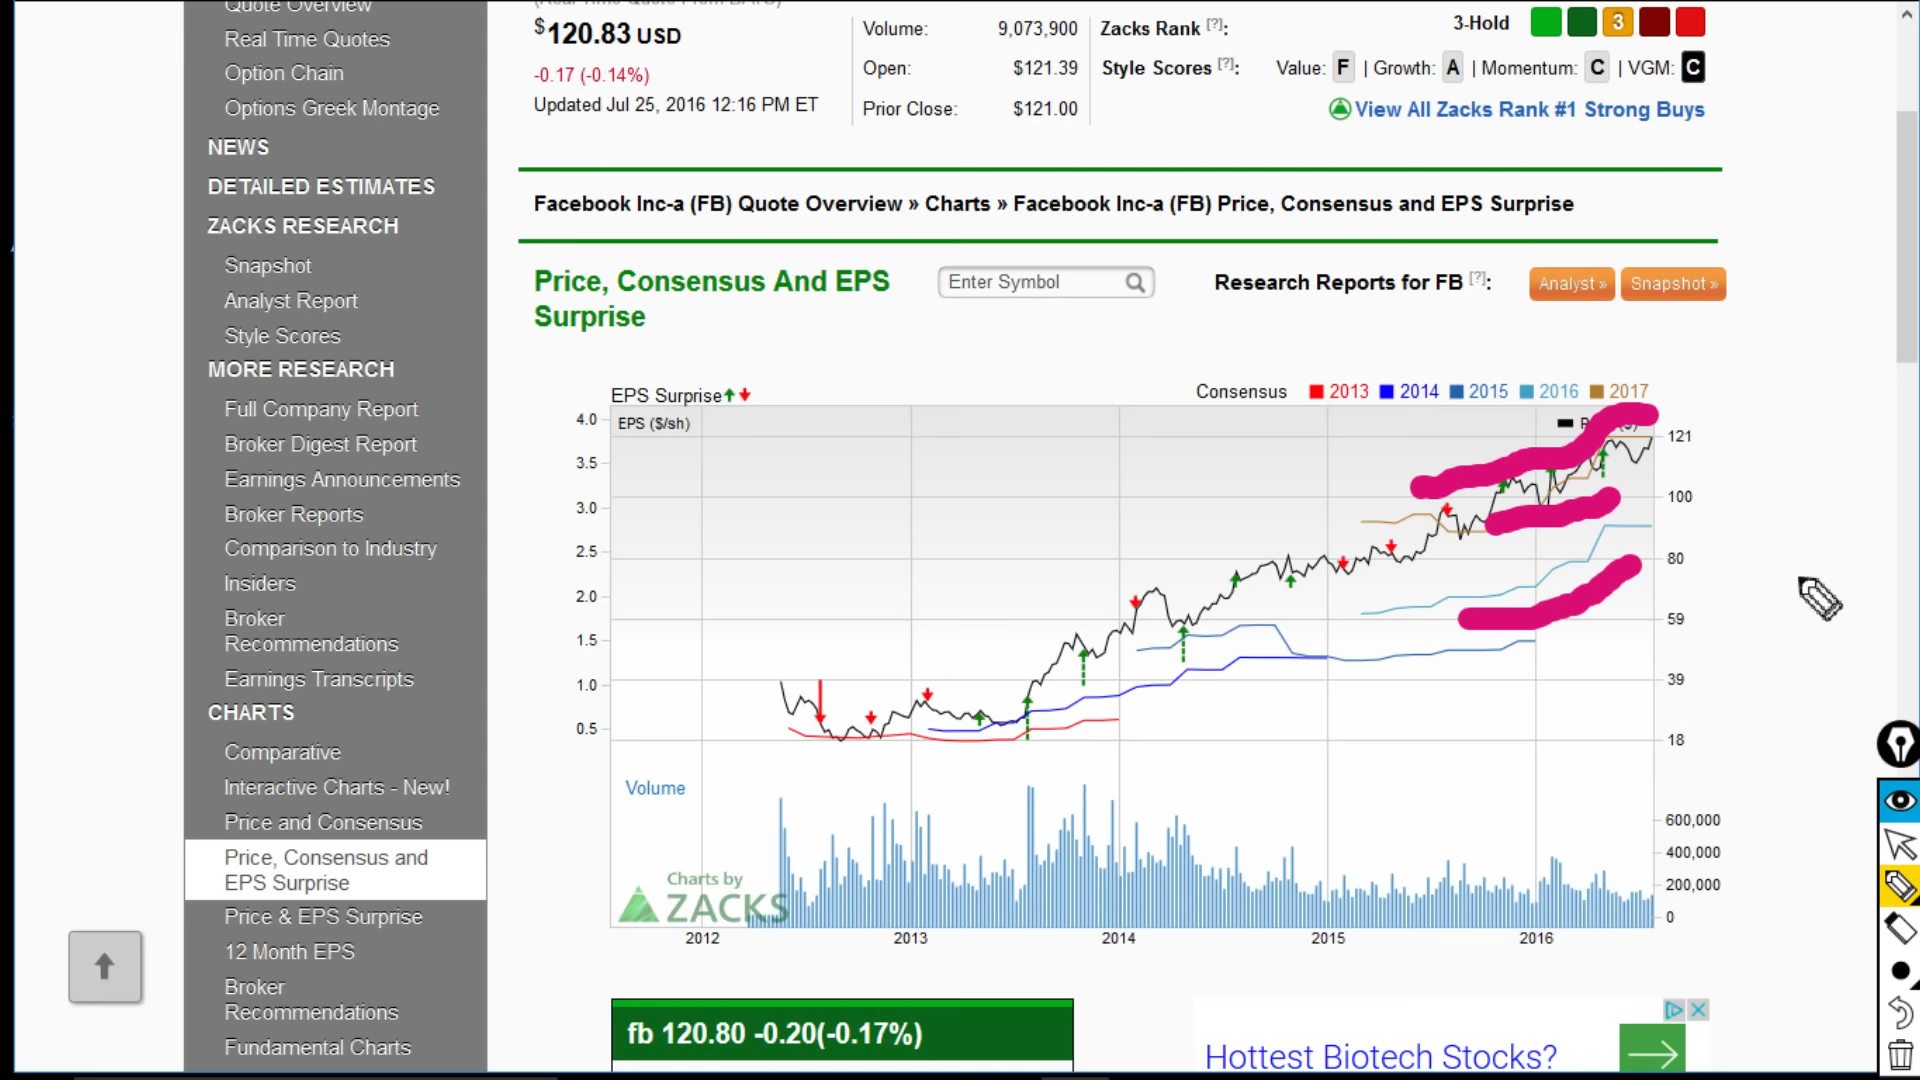 Quote Overview
Real Time Quotes
Option Chain
Options Greek Montage
NEWS
DETAILED ESTIMATES
ZACKS RESEARCH
Snapshot
Analyst Report
Style Scores
MORE RESEARCH
Full Company Report
Broker Digest Report
Earnings Announcements
Broker Reports
Comparison to Industry
Insiders
Broker
Recommendations
Earnings Transcripts
CHARTS
Comparative
Interactive Charts - New!
Price and Consensus
Price, Consensus and
EPS Surprise
Price & EPS Surprise
12 Month EPS
Broker
Recommendations
Fundamental Charts
$120.83 USD
-0.17 (-0.14%)
Updated Jul 25, 2016 12:16 PM ET
Volume: 9,073,900
Open: $121.39
Prior Close: $121.00
Zacks Rank [?]: 3-Hold 3
Style Scores [?]: Value: F | Growth: A | Momentum: C | VGM: C
View All Zacks Rank #1 Strong Buys
Facebook Inc-a (FB) Quote Overview » Charts » Facebook Inc-a (FB) Price, Consensus and EPS Surprise
Price, Consensus And EPS
Surprise
Enter Symbol
Research Reports for FB [?]: Analyst » Snapshot »
EPS Surprise
Consensus 2013 2014 2015 2016 2017
EPS ($/sh)
4.0
3.5
3.0
2.5
2.0
1.5
1.0
0.5
121
100
80
59
39
18
Volume
600,000
400,000
200,000
0
Charts by
ZACKS
2012 2013 2014 2015 2016
fb 120.80 -0.20(-0.17%)
Hottest Biotech Stocks?